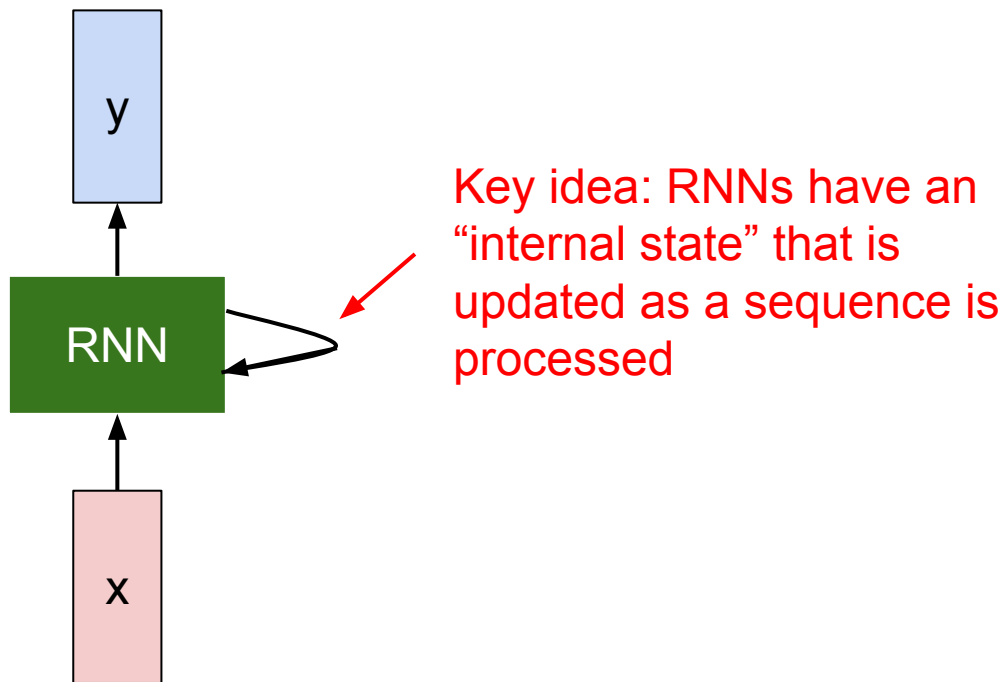 y
Key idea: RNNs have an
“internal state” that is
updated as a sequence is
processed
RNN
x